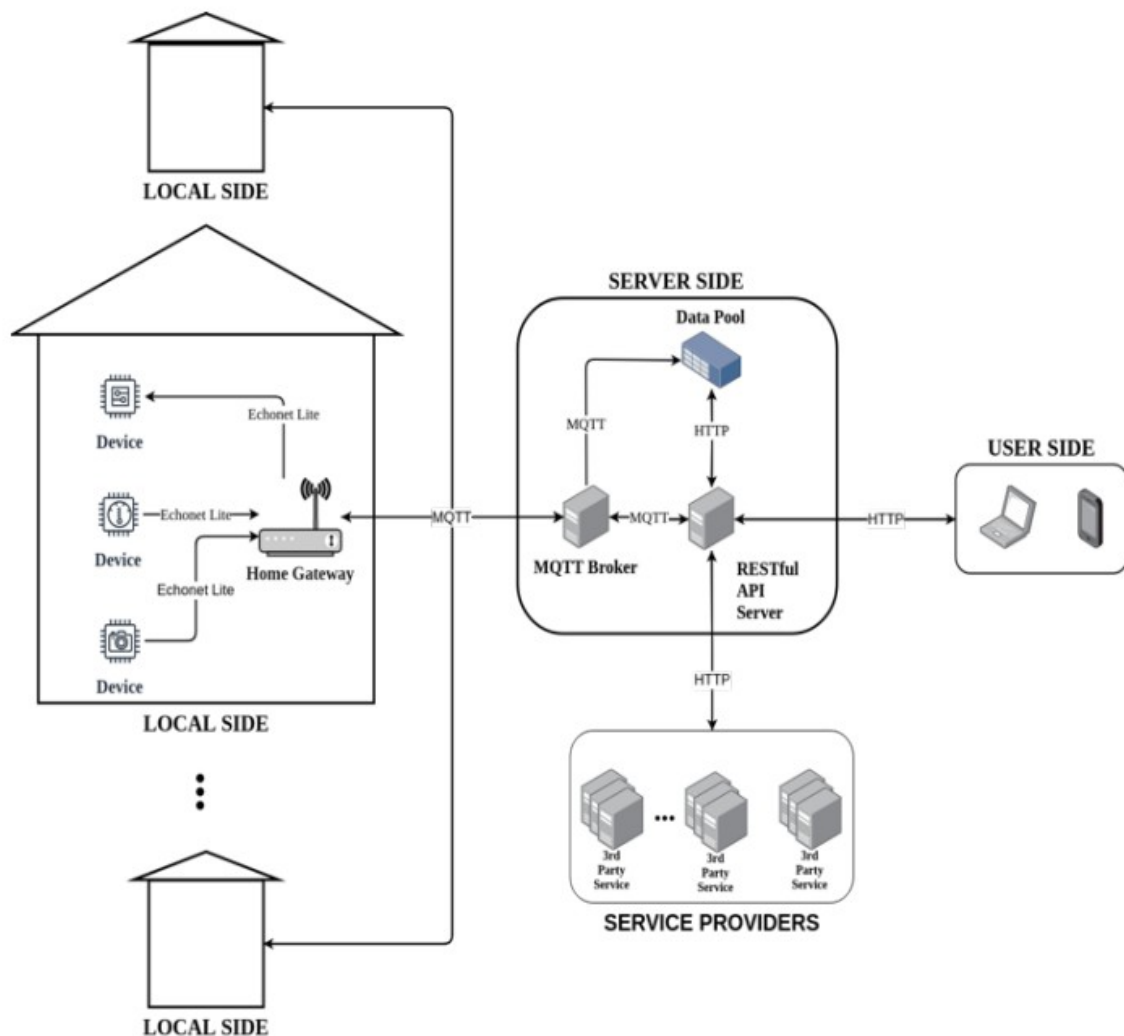 LOCAL SIDE
Echonet Lite
Device
Echonet Lite
Device
Home Gateway
Echonet Lite
Device
LOCAL SIDE
LOCAL SIDE
MQTT
SERVER SIDE
Data Pool
MQTT
HTTP
MQTT
MQTT Broker
RESTful
API
Server
HTTP
USER SIDE
HTTP
3rd
Party
Service
3rd
Party
Service
3rd
Party
Service
SERVICE PROVIDERS